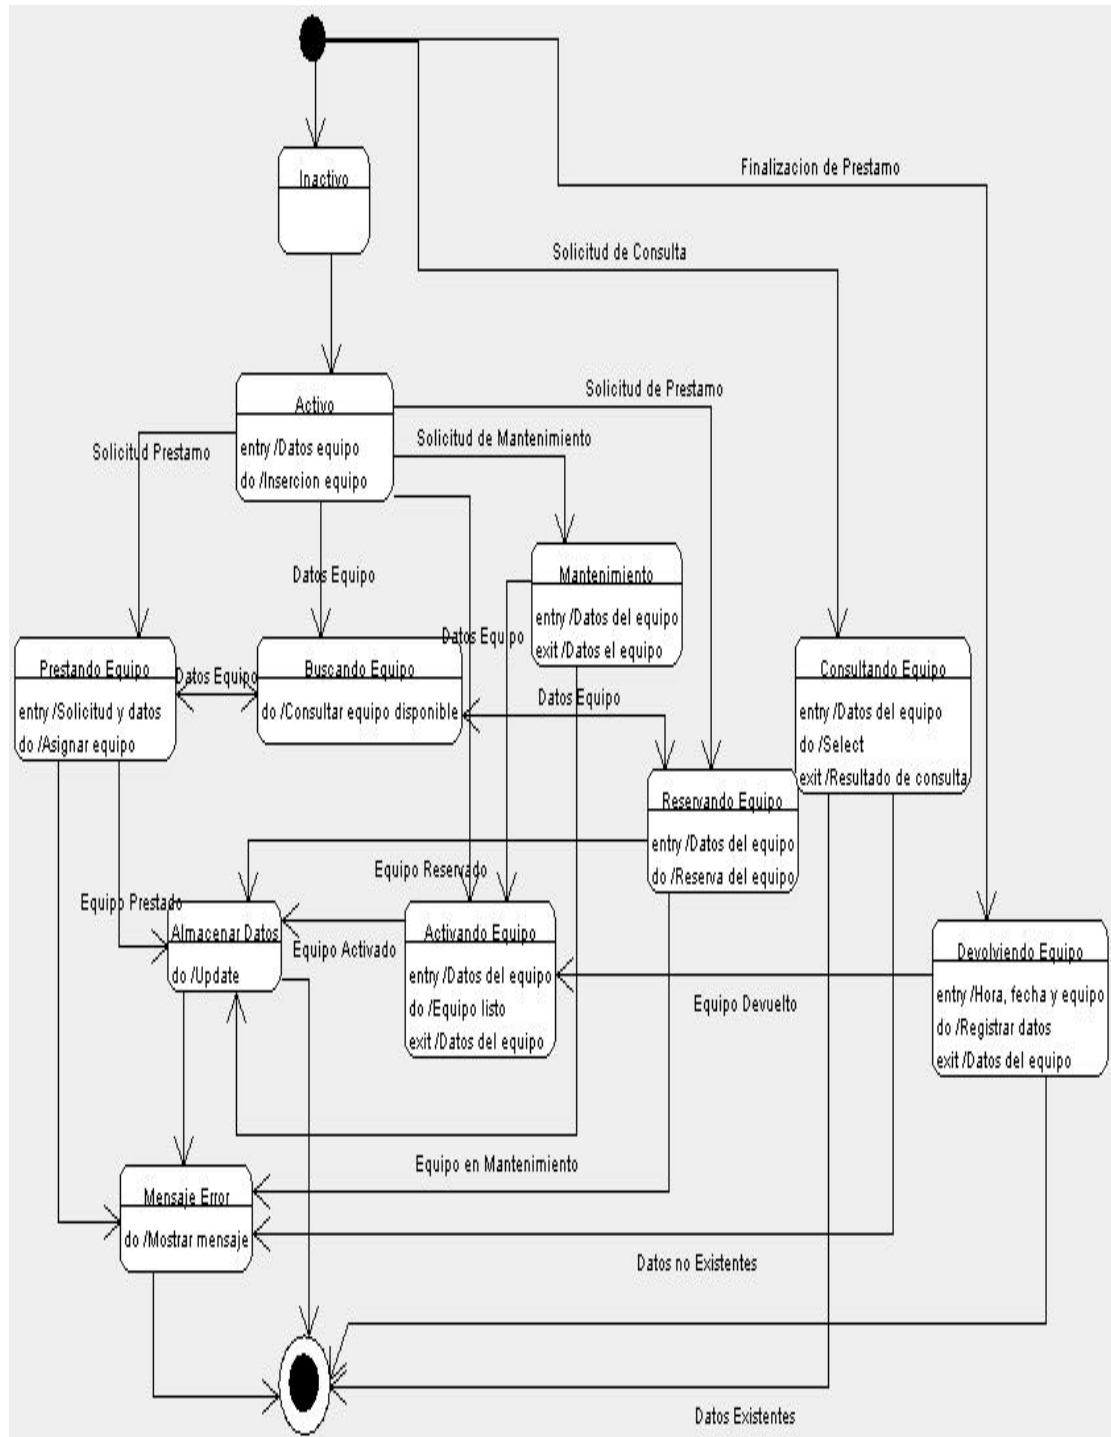 Finalizacion de Prestamo
Inactivo
Solicitud de Consulta
Solicitud de Prestamo
Activo
Solicitud de Mantenimiento
entry /Datos equipo
do /Insercion equipo
Solicitud Prestamo
Datos Equipo
Mantenimiento
entry /Datos del equipo
exit /Datos el equipo
Datos Equipo
Prestando Equipo
entry /Solicitud y datos
do /Asignar equipo
Datos Equipo
Buscando Equipo
do /Consultar equipo disponible
Datos Equipo
Consultando Equipo
entry /Datos del equipo
do /Select
exit /Resultado de consulta
Reservando Equipo
entry /Datos del equipo
do /Reserva del equipo
Equipo Reservado
Equipo Prestado
Almacenar Datos
do /Update
Equipo Activado
Activando Equipo
entry /Datos del equipo
do /Equipo listo
exit /Datos del equipo
Equipo Devuelto
Devolviendo Equipo
entry /Hora, fecha y equipo
do /Registrar datos
exit /Datos del equipo
Equipo en Mantenimiento
Mensaje Error
do /Mostrar mensaje
Datos no Existentes
Datos Existentes